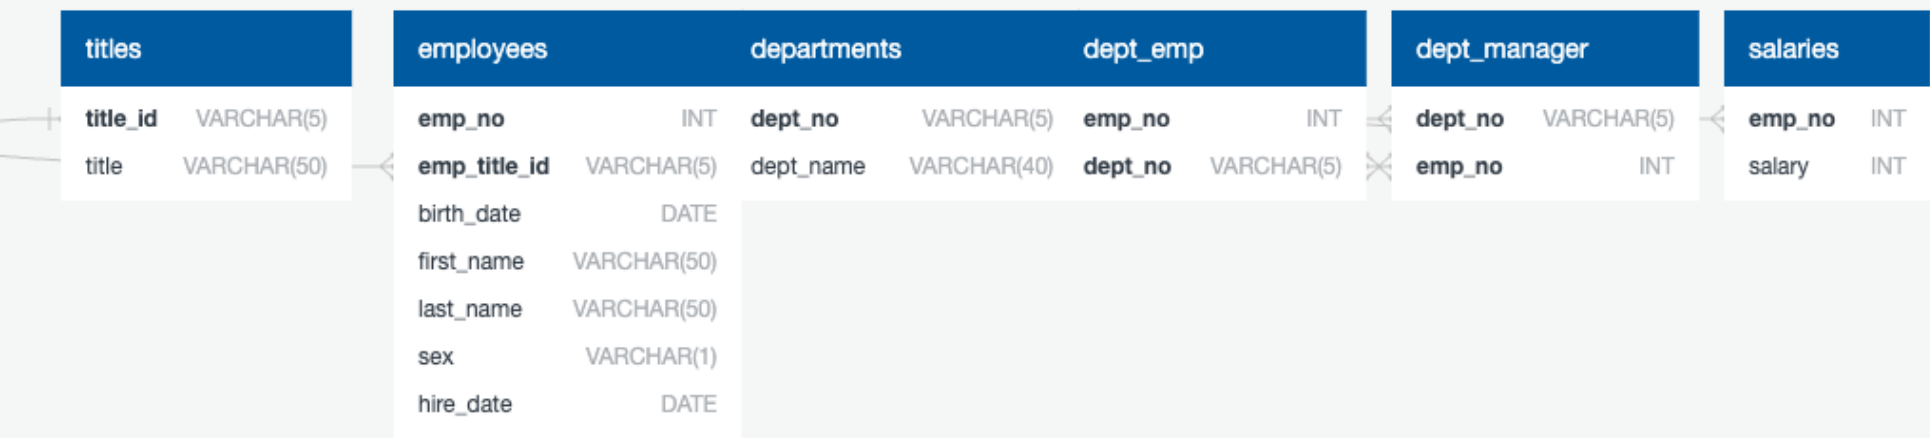 titles
title_id VARCHAR(5)
title VARCHAR(50)
employees
emp_no INT
emp_title_id VARCHAR(5)
birth_date DATE
first_name VARCHAR(50)
last_name VARCHAR(50)
sex VARCHAR(1)
hire_date DATE
departments
dept_no VARCHAR(5)
dept_name VARCHAR(40)
dept_emp
emp_no INT
dept_no VARCHAR(5)
dept_manager
dept_no VARCHAR(5)
emp_no INT
salaries
emp_no INT
salary INT